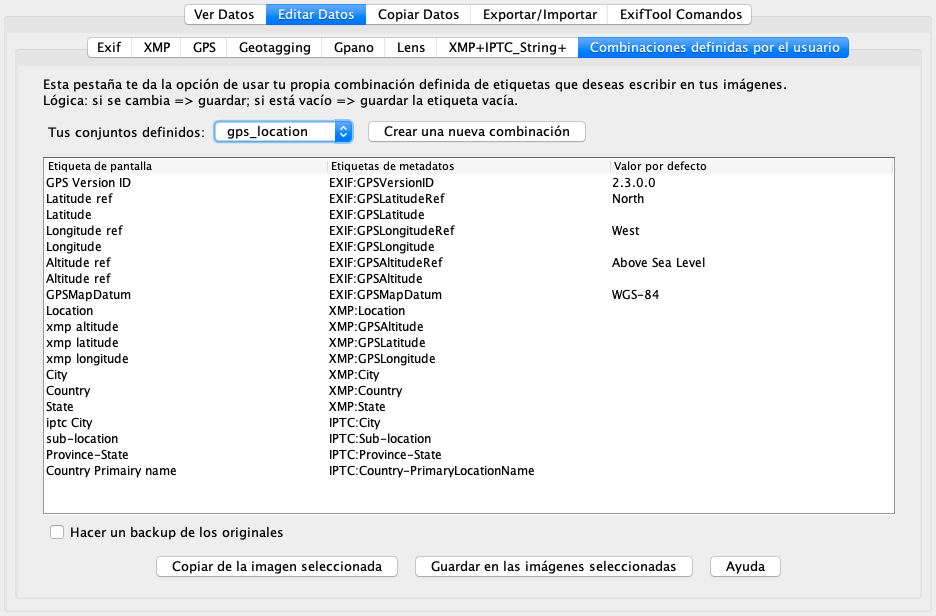 Ver Datos Editar Datos Copiar Datos Exportar/Importar ExifTool Comandos
Exif XMP GPS Geotagging Gpano Lens XMP+IPTC_String+ Combinaciones definidas por el usuario
Esta pestaña te da la opción de usar tu propia combinación definida de etiquetas que deseas escribir en tus imágenes.
Lógica: si se cambia => guardar; si está vacío => guardar la etiqueta vacía.
Tus conjuntos definidos: gps_location Crear una nueva combinación
Etiqueta de pantalla Etiquetas de metadatos Valor por defecto
GPS Version ID EXIF:GPSVersionID 2.3.0.0
Latitude ref EXIF:GPSLatitudeRef North
Latitude EXIF:GPSLatitude
Longitude ref EXIF:GPSLongitudeRef West
Longitude EXIF:GPSLongitude
Altitude ref EXIF:GPSAltitudeRef Above Sea Level
Altitude ref EXIF:GPSAltitude
GPSMapDatum EXIF:GPSMapDatum WGS-84
Location XMP:Location
xmp altitude XMP:GPSAltitude
xmp latitude XMP:GPSLatitude
xmp longitude XMP:GPSLongitude
City XMP:City
Country XMP:Country
State XMP:State
iptc City IPTC:City
sub-location IPTC:Sub-location
Province-State IPTC:Province-State
Country Primairy name IPTC:Country-PrimaryLocationName
Hacer un backup de los originales
Copiar de la imagen seleccionada Guardar en las imágenes seleccionadas Ayuda